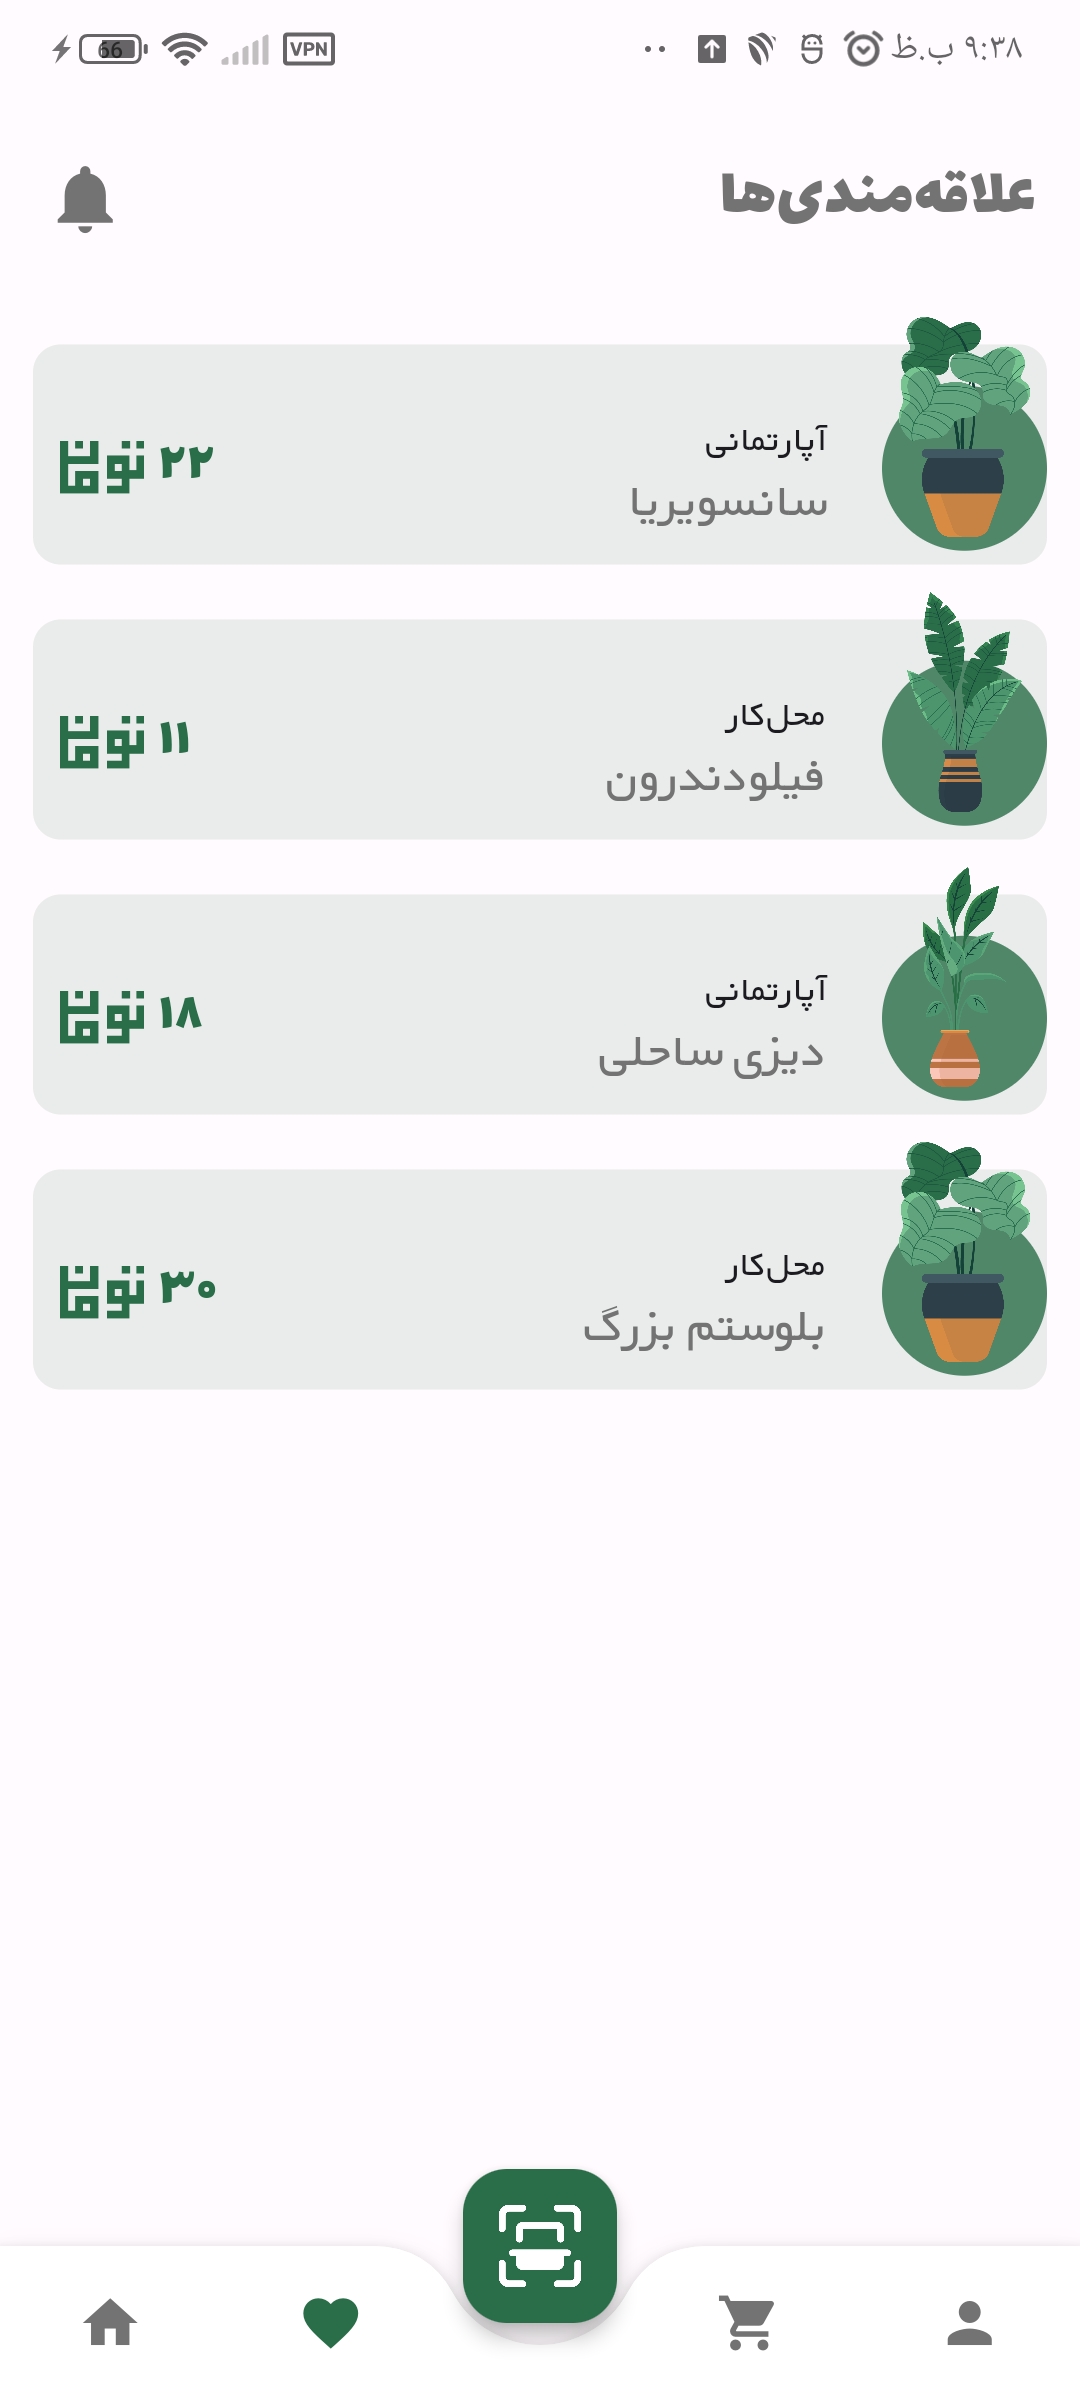 ۹:۳۸ ب.ظ
VPN
66
علاقه‌مندی‌ها
آپارتمانی
سانسویریا
۲۲ تومان
محل‌کار
فیلودندرون
۱۱ تومان
آپارتمانی
دیزی ساحلی
۱۸ تومان
محل‌کار
بلوستم بزرگ
۳۰ تومان